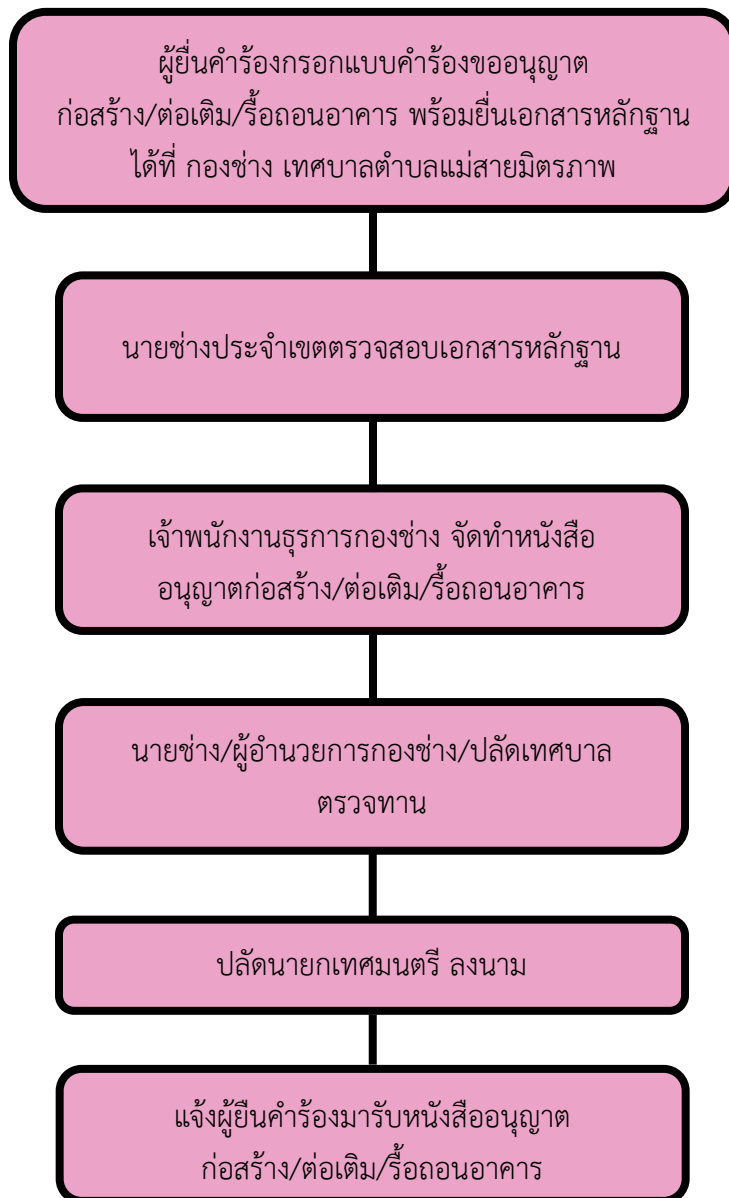 ผู้ยื่นคำร้องกรอกแบบคำร้องขออนุญาต
ก่อสร้าง/ต่อเติม/รื้อถอนอาคาร พร้อมยื่นเอกสารหลักฐาน
ได้ที่ กองช่าง เทศบาลตำบลแม่สายมิตรภาพ
นายช่างประจำเขตตรวจสอบเอกสารหลักฐาน
เจ้าพนักงานธุรการกองช่าง จัดทำหนังสือ
อนุญาตก่อสร้าง/ต่อเติม/รื้อถอนอาคาร
นายช่าง/ผู้อำนวยการกองช่าง/ปลัดเทศบาล
ตรวจทาน
ปลัดนายกเทศมนตรี ลงนาม
แจ้งผู้ยืนคำร้องมารับหนังสืออนุญาต
ก่อสร้าง/ต่อเติม/รื้อถอนอาคาร